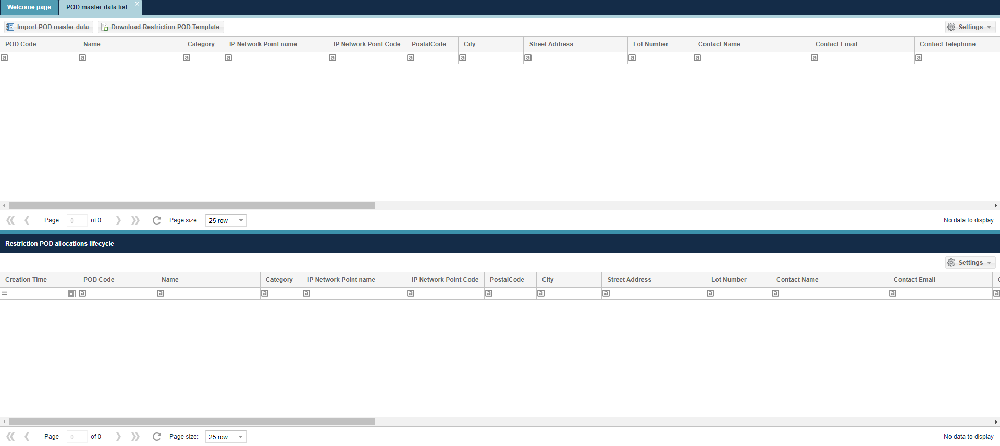 Welcome page POD master data list
Import POD master data Download Restriction POD Template Settings
POD Code Name Category IP Network Point name IP Network Point Code PostalCode City Street Address Lot Number Contact Name Contact Email Contact Telephone
a a a a a a a a a a a a
Page 0 of 0 Page size: 25 row No data to display
Restriction POD allocations lifecycle
Settings
Creation Time POD Code Name Category IP Network Point name IP Network Point Code PostalCode City Street Address Lot Number Contact Name Contact Email
= a a a a a a a a a a a a
Page 0 of 0 Page size: 25 row No data to display